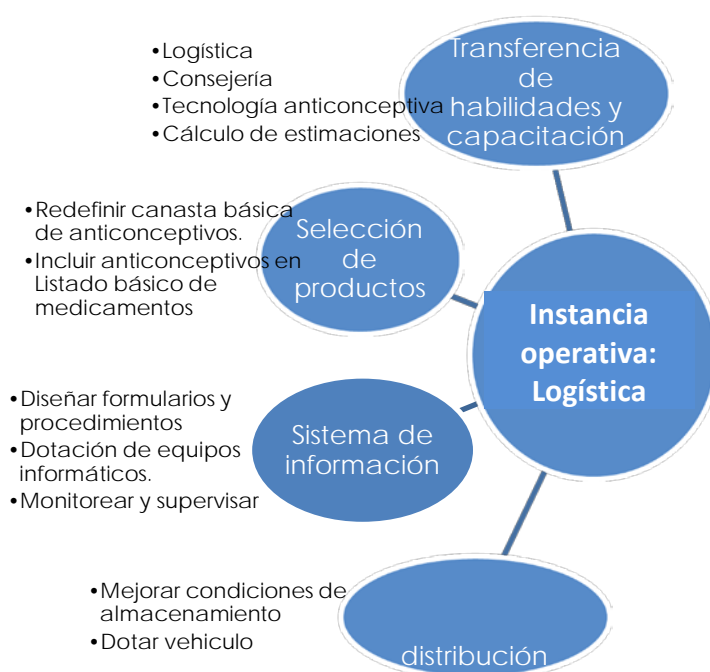 •Logística
•Consejería
•Tecnología anticonceptiva
•Cálculo de estimaciones
Transferencia
de
habilidades y
capacitación
•Redefinir canasta básica
de anticonceptivos.
•Incluir anticonceptivos en
Listado básico de
medicamentos
Selección
de
productos
Instancia
operativa:
Logística
•Diseñar formularios y
procedimientos
•Dotación de equipos
informáticos.
•Monitorear y supervisar
Sistema de
información
•Mejorar condiciones de
almacenamiento
•Dotar vehiculo
distribución